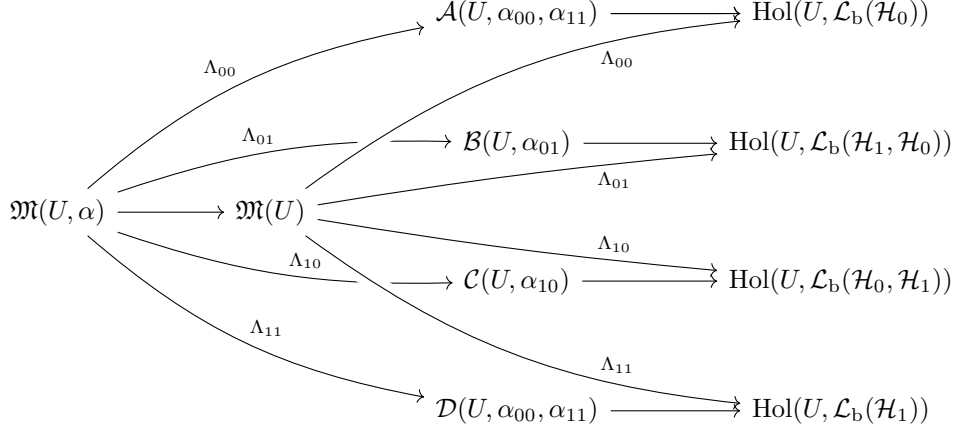 𝒜(U, α₀₀, α₁₁) Hol(U, ℒ_b(ℋ₀))
Λ₀₀
Λ₀₀
Λ₀₁ ℬ(U, α₀₁) Hol(U, ℒ_b(ℋ₁, ℋ₀))
Λ₀₁
𝔐(U, α) 𝔐(U)
Λ₁₀
Λ₁₀ 𝒞(U, α₁₀) Hol(U, ℒ_b(ℋ₀, ℋ₁))
Λ₁₁
Λ₁₁
𝒟(U, α₀₀, α₁₁) Hol(U, ℒ_b(ℋ₁))